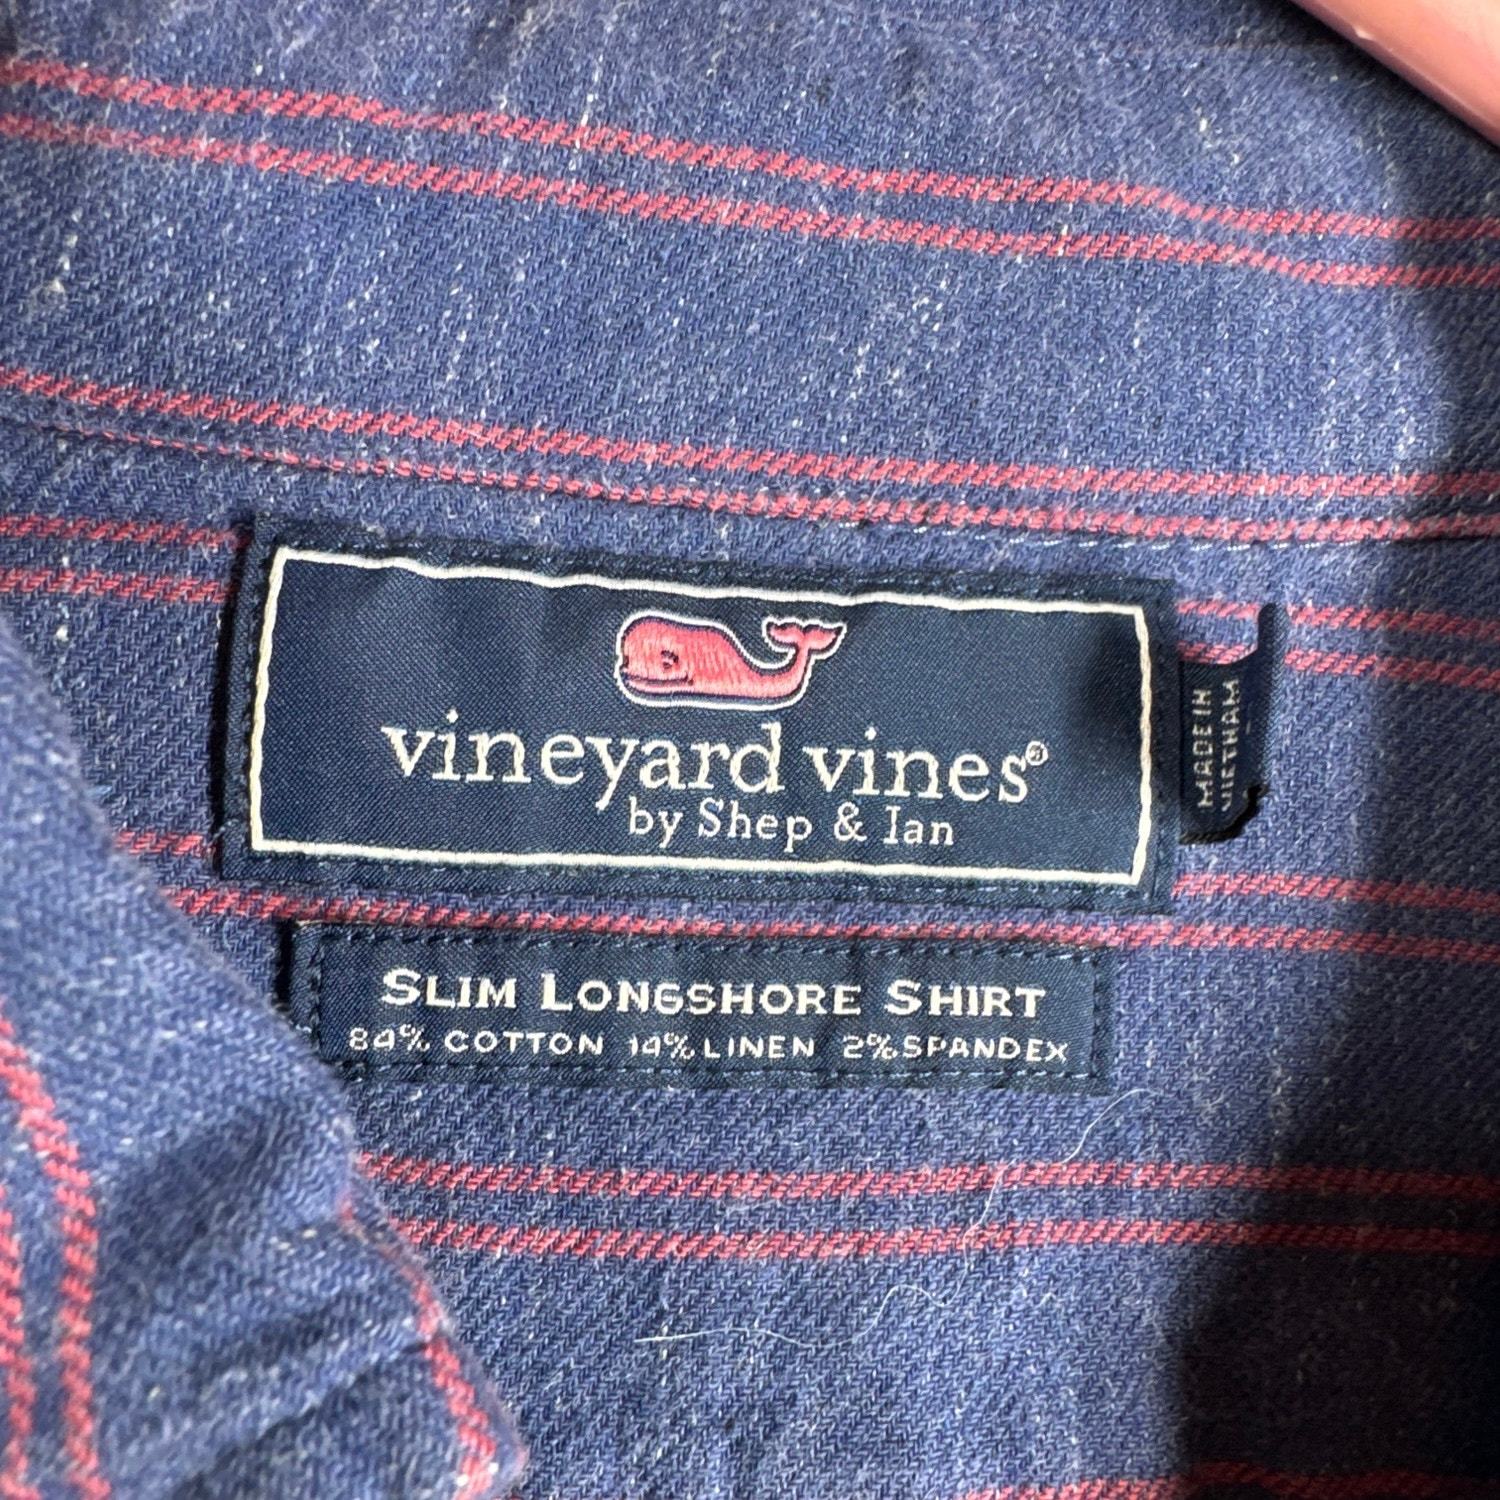 vineyard vines®
by Shep & Ian
MADE IN
VIETNAM
SLIM LONGSHORE SHIRT
84% COTTON 14% LINEN 2% SPANDEX